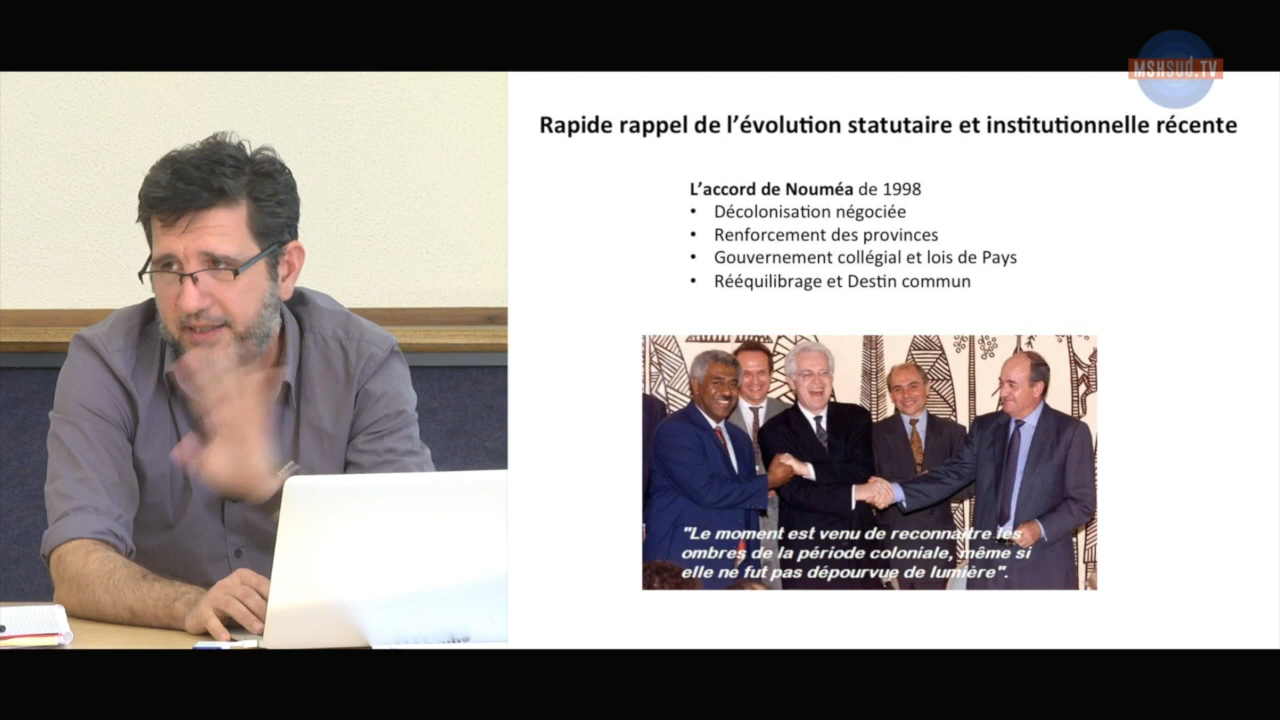 MSHSUD.TV
Rapide rappel de l'évolution statutaire et institutionnelle récente
L'accord de Nouméa de 1998
• Décolonisation négociée
• Renforcement des provinces
• Gouvernement collégial et lois de Pays
• Rééquilibrage et Destin commun
"Le moment est venu de reconnaître les
ombres de la période coloniale, même si
elle ne fut pas dépourvue de lumière".